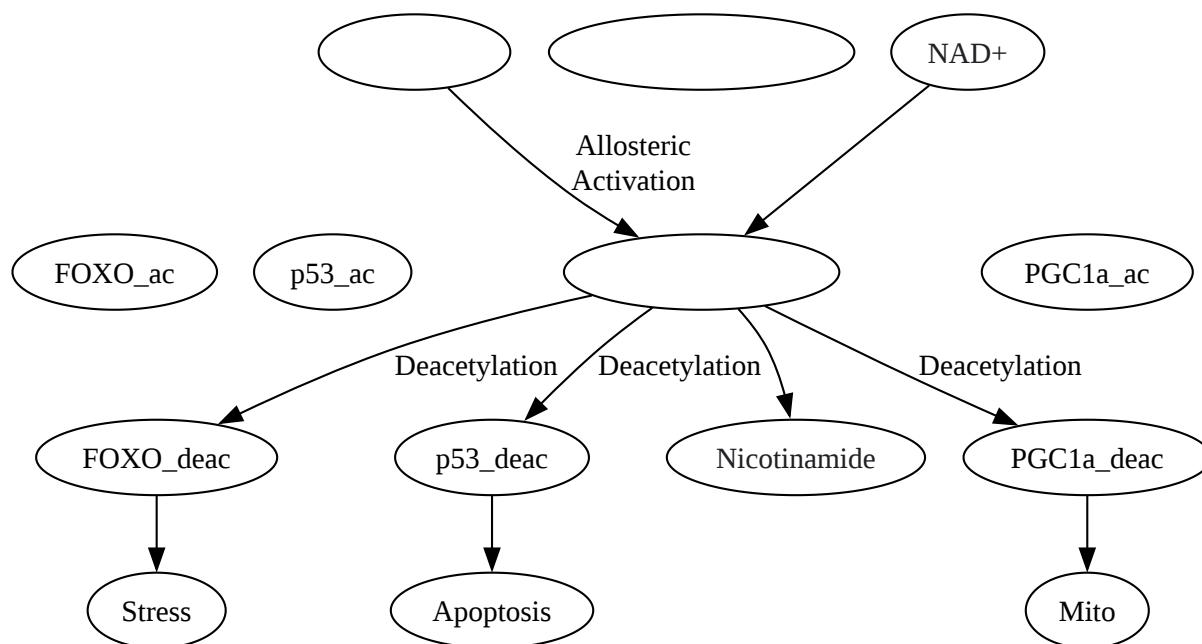 NAD+
Allosteric
Activation
FOXO_ac
p53_ac
PGC1a_ac
Deacetylation
Deacetylation
Deacetylation
FOXO_deac
p53_deac
Nicotinamide
PGC1a_deac
Stress
Apoptosis
Mito